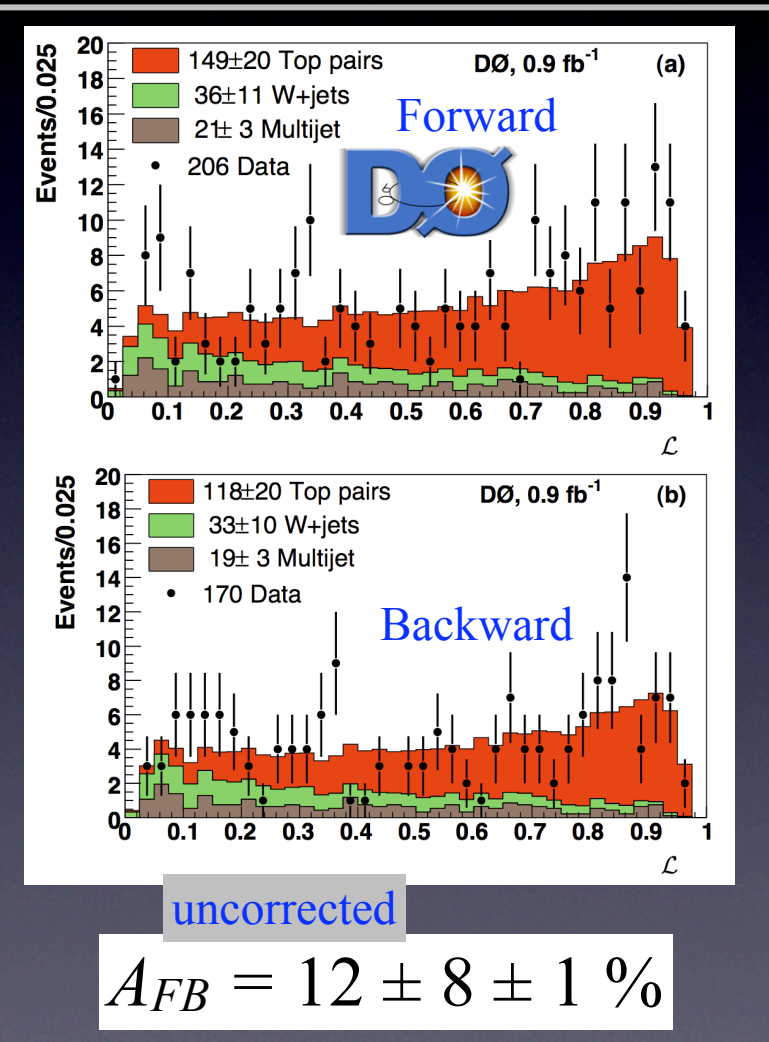 20
18
16
14
12
10
8
6
4
2
0
Events/0.025
149±20 Top pairs
36±11 W+jets
21± 3 Multijet
206 Data
DØ, 0.9 fb⁻¹
(a)
Forward
DØ
0 0.1 0.2 0.3 0.4 0.5 0.6 0.7 0.8 0.9 1
ℒ
20
18
16
14
12
10
8
6
4
2
0
Events/0.025
118±20 Top pairs
33±10 W+jets
19± 3 Multijet
170 Data
DØ, 0.9 fb⁻¹
(b)
Backward
0 0.1 0.2 0.3 0.4 0.5 0.6 0.7 0.8 0.9 1
ℒ
uncorrected
A_FB = 12 ± 8 ± 1 %